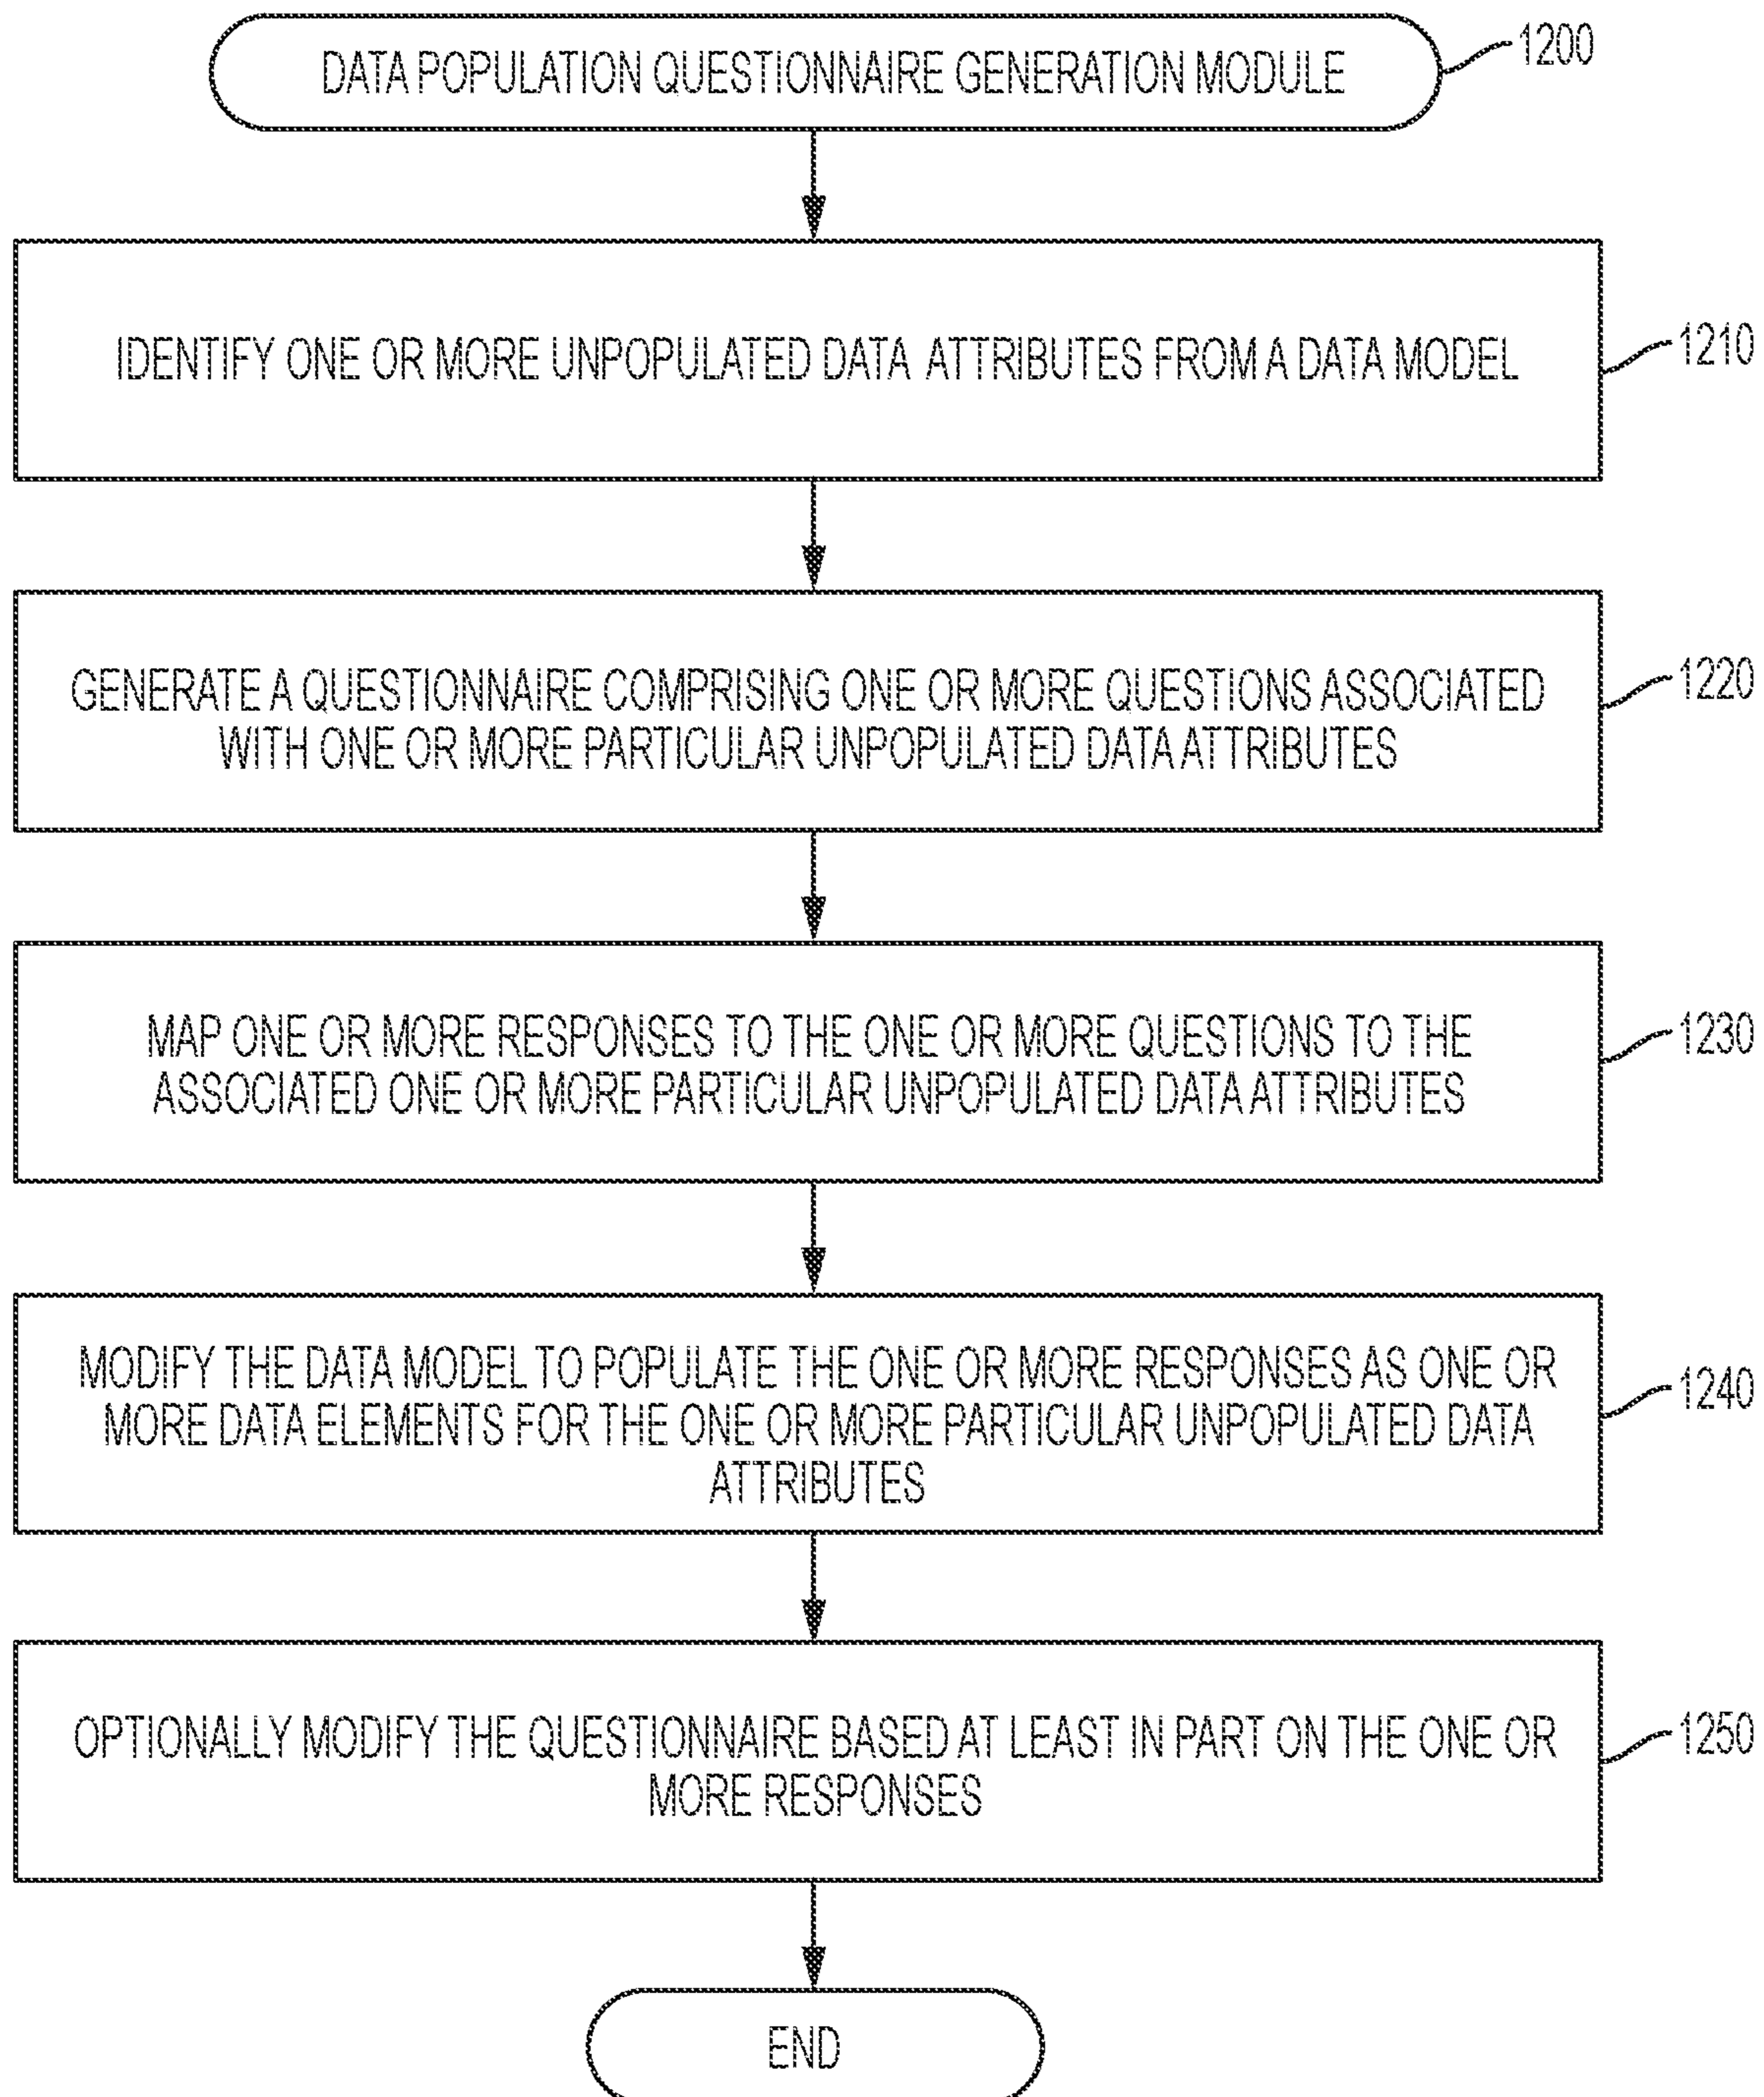 DATA POPULATION QUESTIONNAIRE GENERATION MODULE
1200
IDENTIFY ONE OR MORE UNPOPULATED DATA ATTRIBUTES FROM A DATA MODEL
1210
GENERATE A QUESTIONNAIRE COMPRISING ONE OR MORE QUESTIONS ASSOCIATED
WITH ONE OR MORE PARTICULAR UNPOPULATED DATA ATTRIBUTES
1220
MAP ONE OR MORE RESPONSES TO THE ONE OR MORE QUESTIONS TO THE
ASSOCIATED ONE OR MORE PARTICULAR UNPOPULATED DATA ATTRIBUTES
1230
MODIFY THE DATA MODEL TO POPULATE THE ONE OR MORE RESPONSES AS ONE OR
MORE DATA ELEMENTS FOR THE ONE OR MORE PARTICULAR UNPOPULATED DATA
ATTRIBUTES
1240
OPTIONALLY MODIFY THE QUESTIONNAIRE BASED AT LEAST IN PART ON THE ONE OR
MORE RESPONSES
1250
END